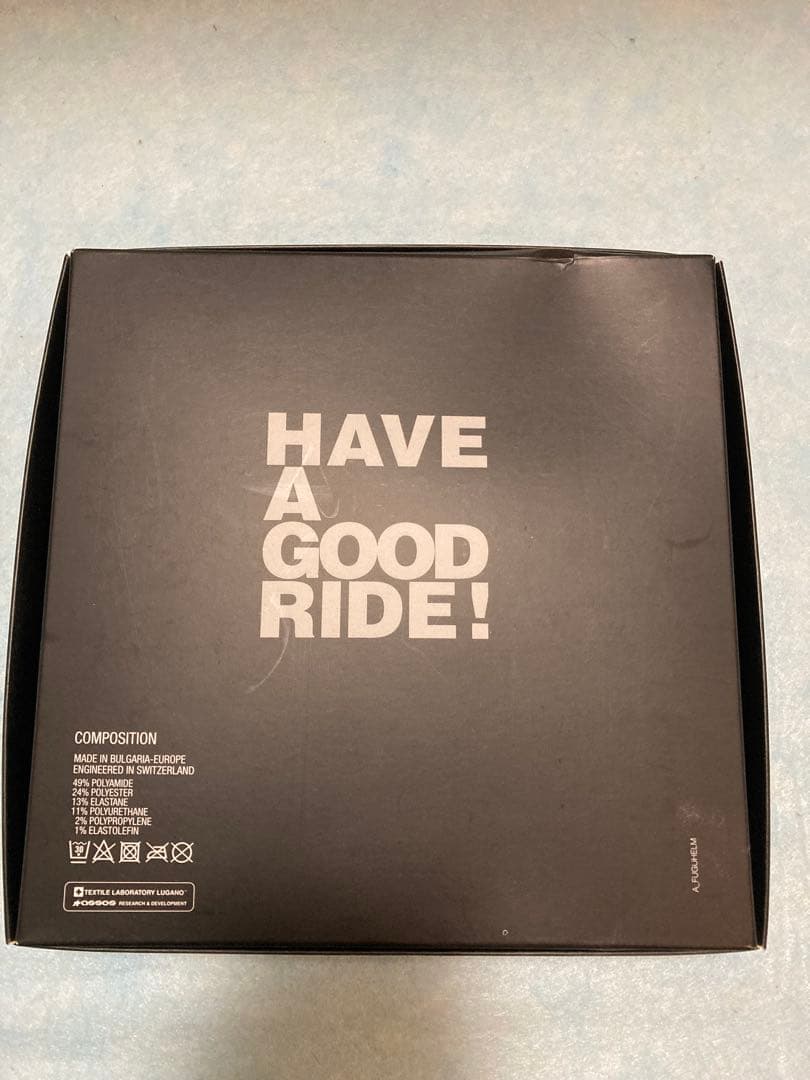 HAVE
A
GOOD
RIDE!
COMPOSITION
MADE IN BULGARIA-EUROPE
ENGINEERED IN SWITZERLAND
49% POLYAMIDE
24% POLYESTER
13% ELASTANE
11% POLYURETHANE
2% POLYPROPYLENE
1% ELASTOLEFIN
30
TEXTILE LABORATORY LUGANO™
assos RESEARCH & DEVELOPMENT
A_FUGUHELM